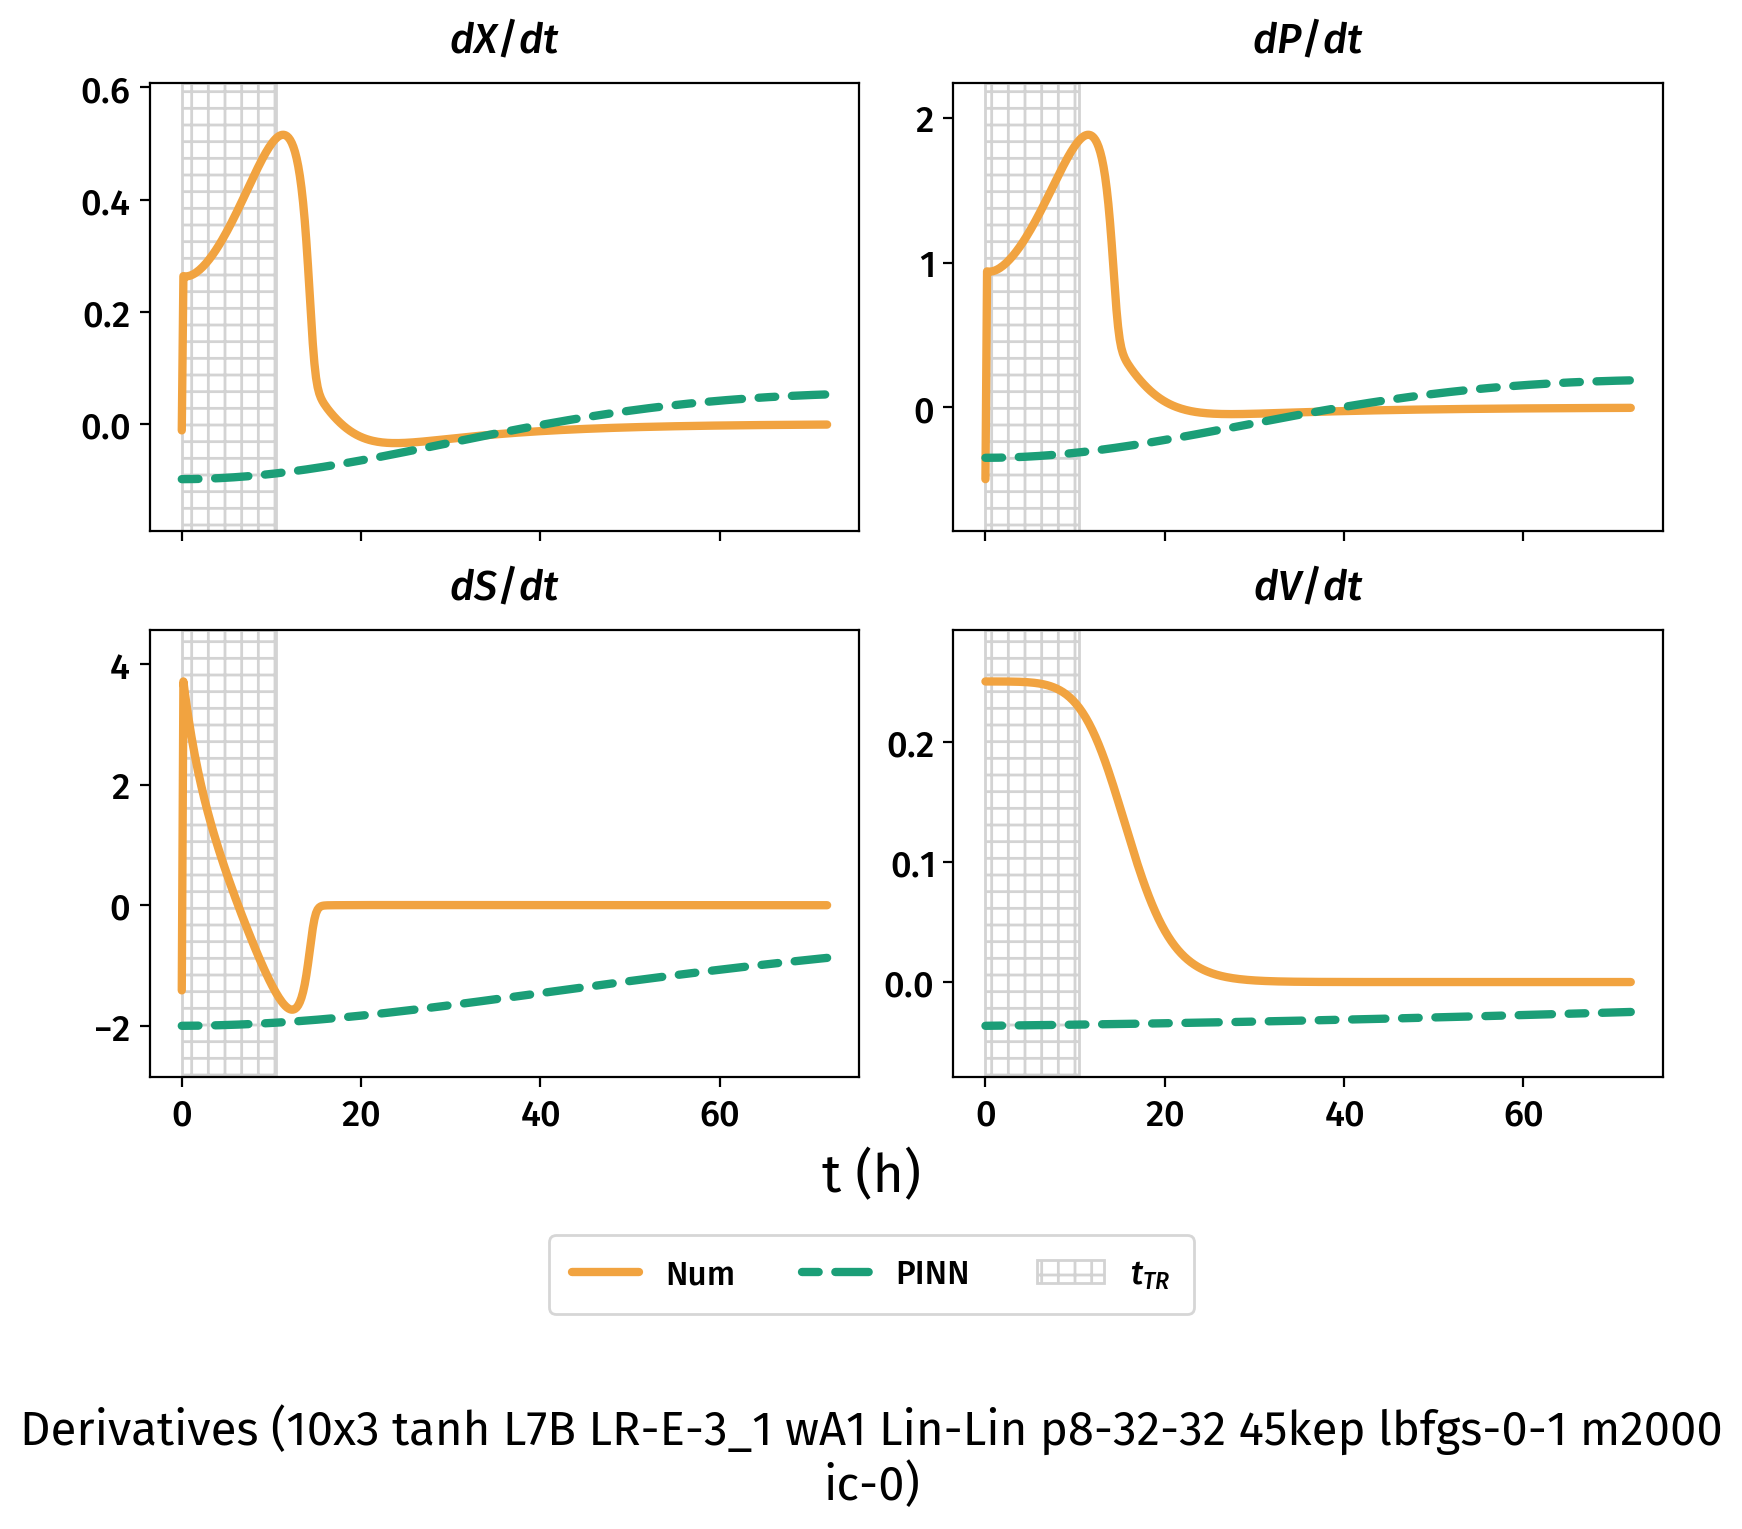 dX/dt
dP/dt
0.6
0.4
0.2
0.0
2
1
0
dS/dt
dV/dt
4
2
0
−2
0.2
0.1
0.0
0 20 40 60
0 20 40 60
t (h)
Num PINN tTR
Derivatives (10x3 tanh L7B LR-E-3_1 wA1 Lin-Lin p8-32-32 45kep lbfgs-0-1 m2000
ic-0)